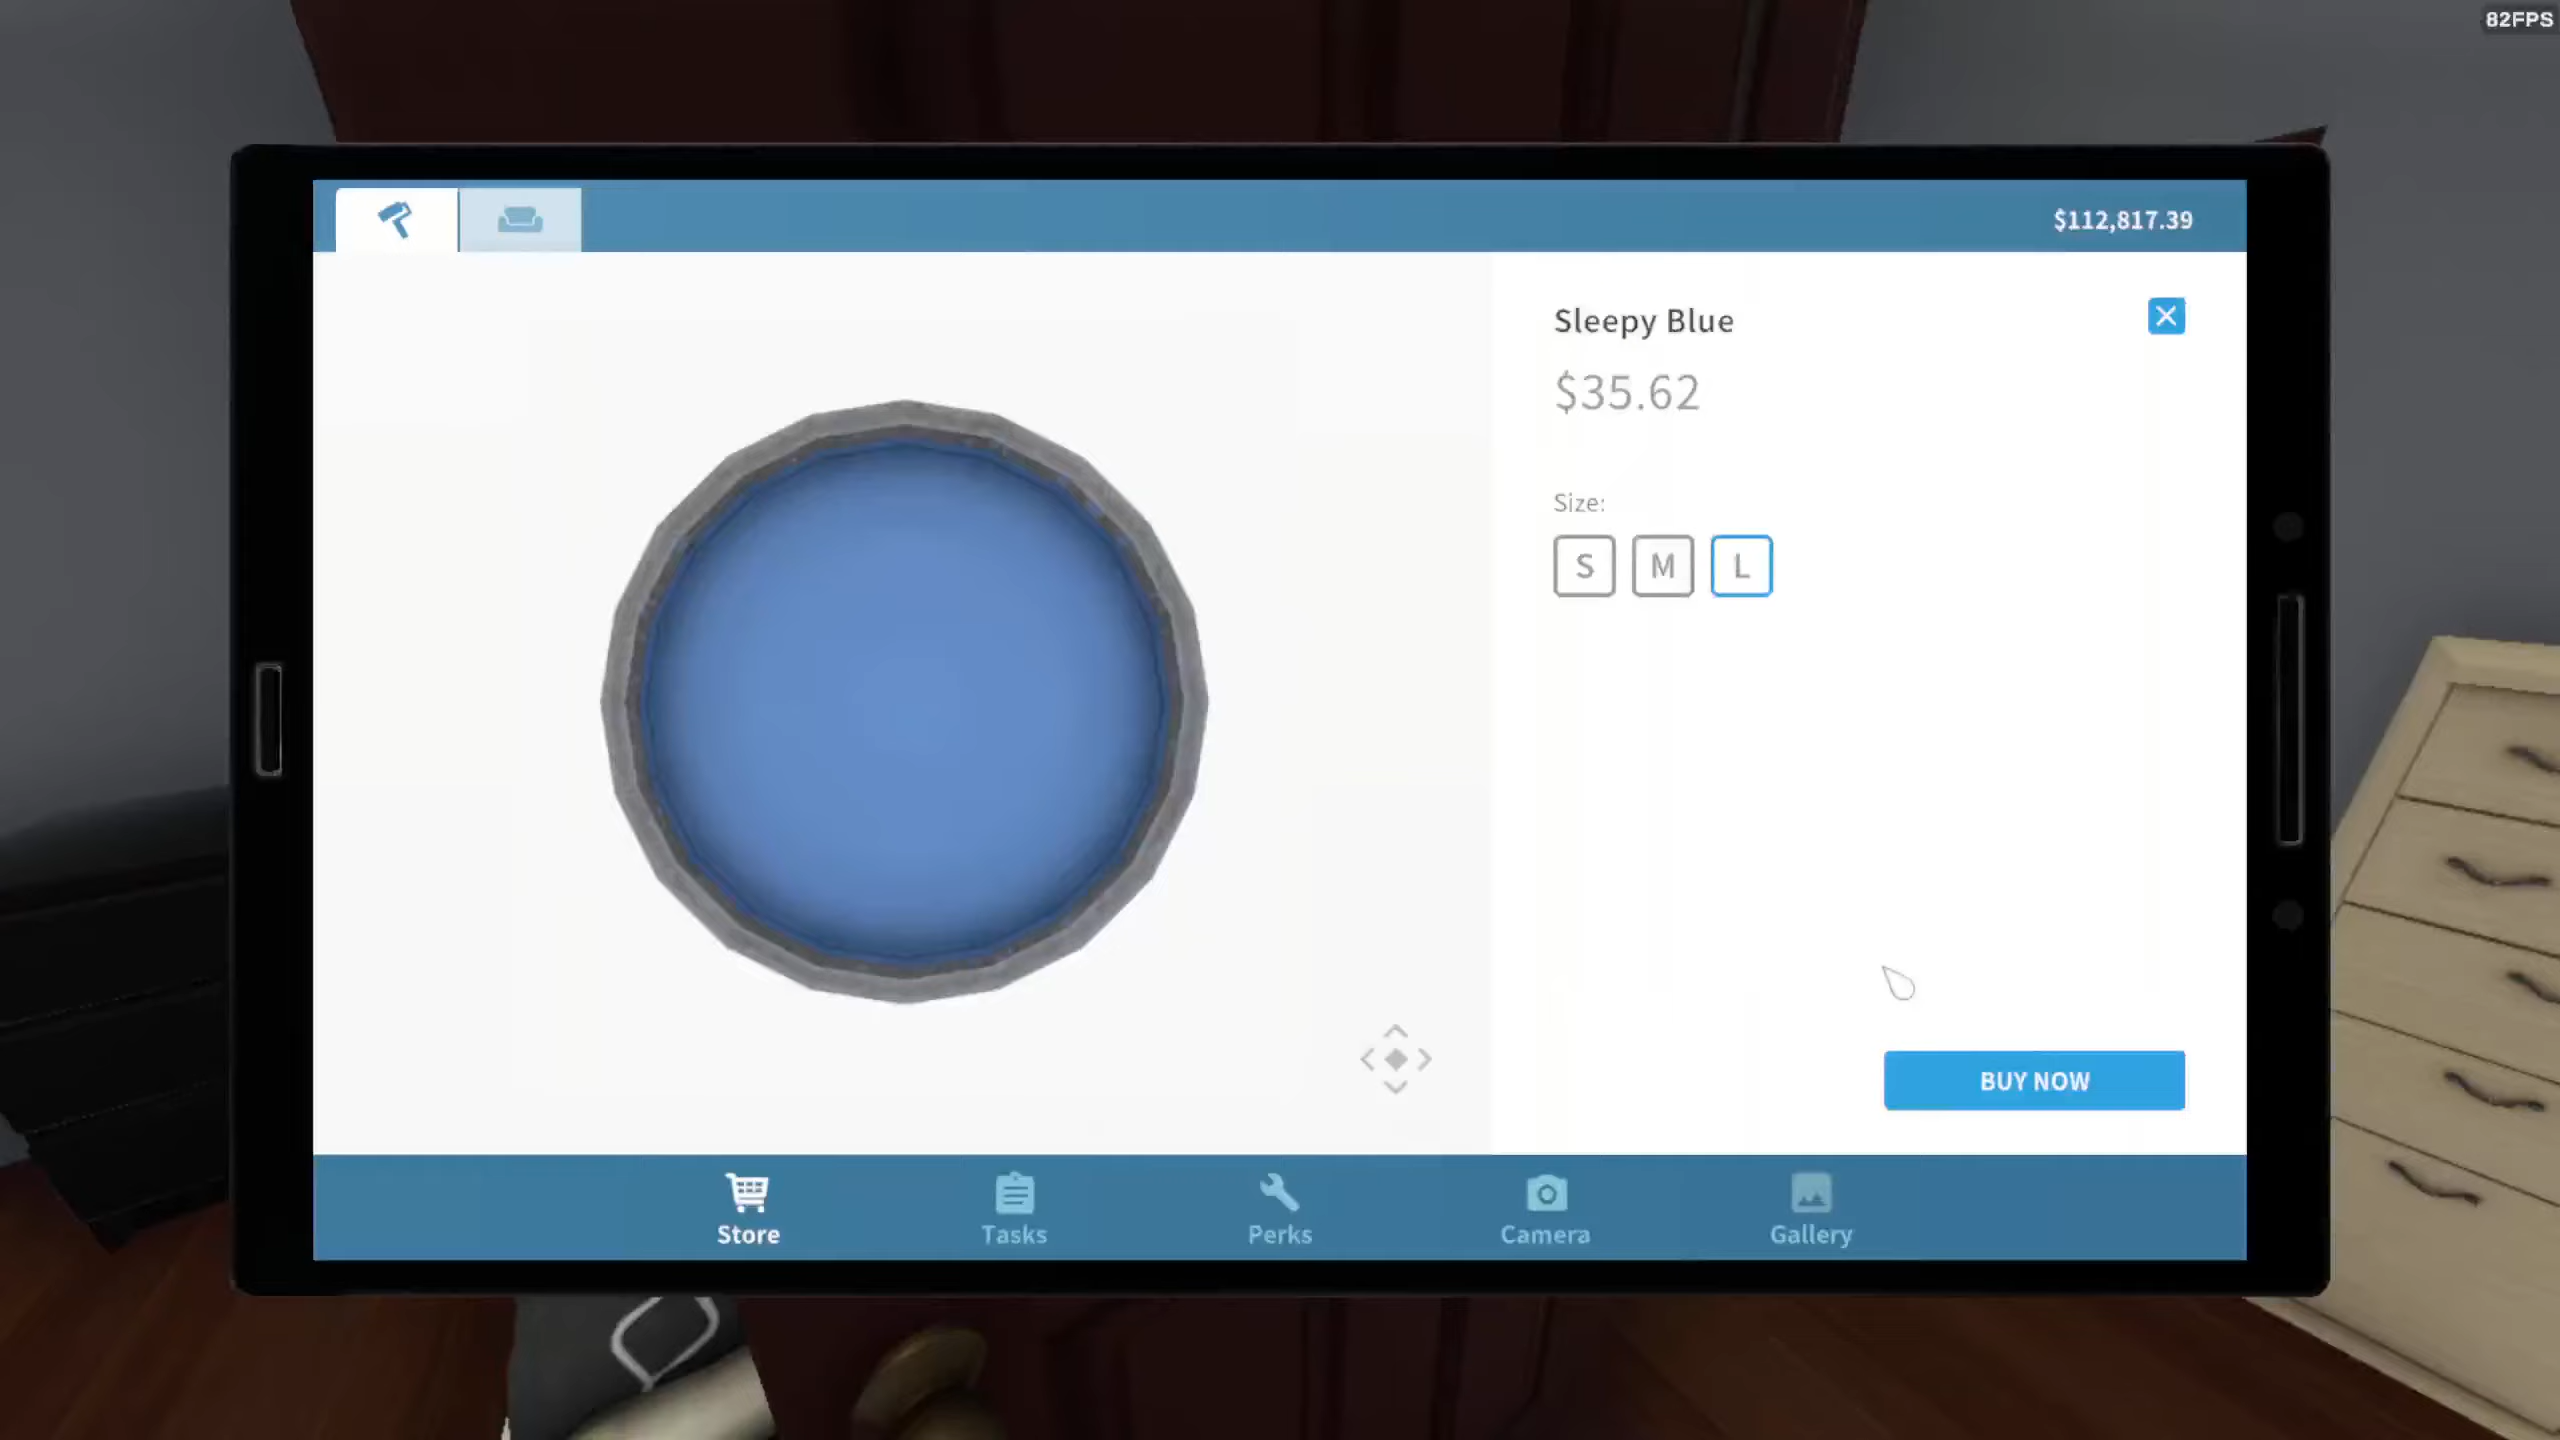 82FPS
$112,817.39
Sleepy Blue
$35.62
Size:
S M L
BUY NOW
Store Tasks Perks Camera Gallery